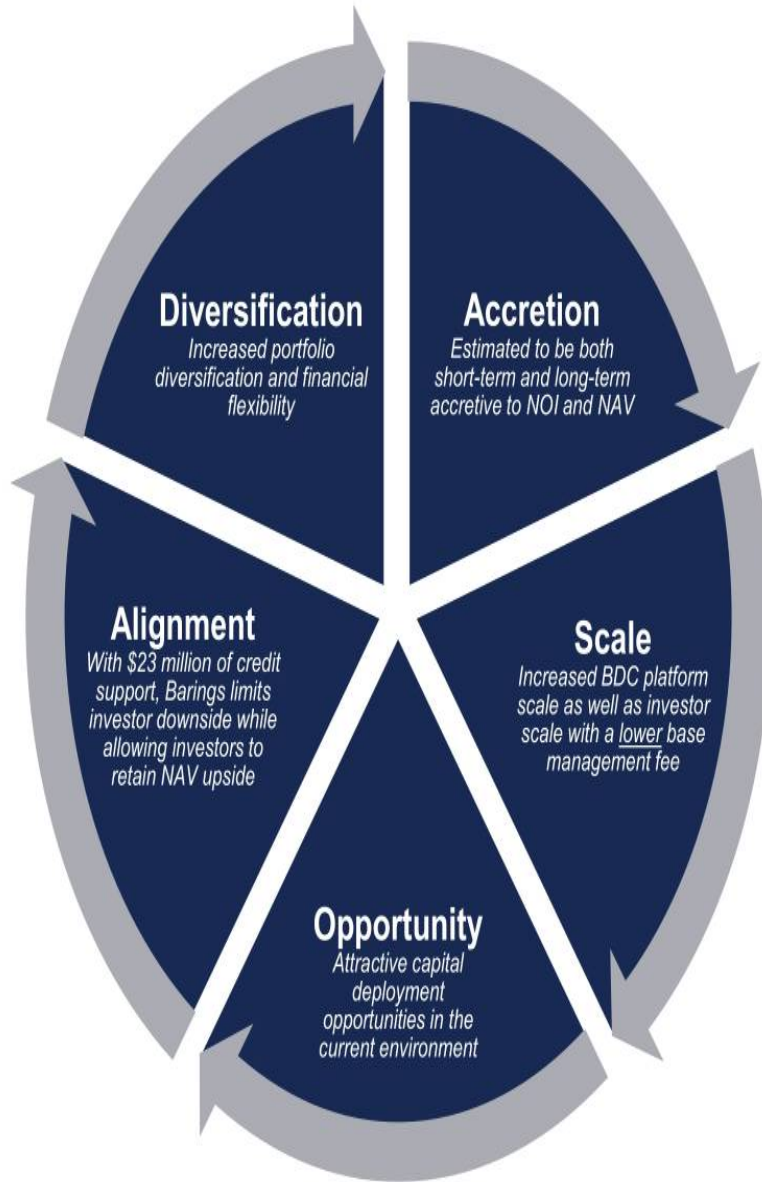 Diversification
Increased portfolio
diversification and financial
flexibility
Accretion
Estimated to be both
short-term and long-term
accretive to NOI and NAV
Alignment
With $23 million of credit
support, Barings limits
investor downside while
allowing investors to
retain NAV upside
Scale
Increased BDC platform
scale as well as investor
scale with a lower base
management fee
Opportunity
Attractive capital
deployment
opportunities in the
current environment